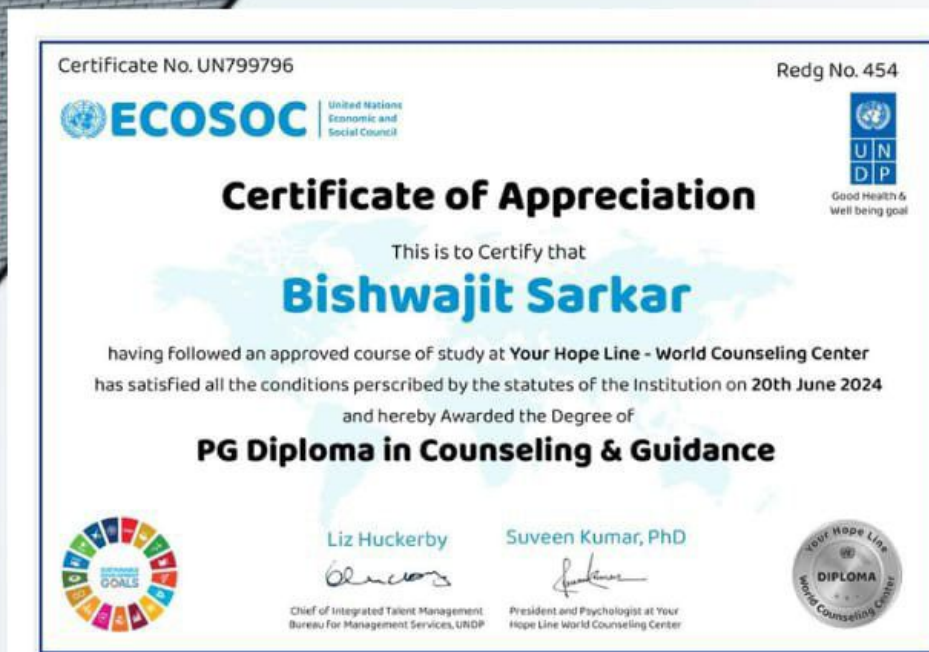 Certificate No. UN799796
Redg No. 454
ECOSOC
United Nations
Economic and
Social Council
U N
D P
Good Health &
Well being goal
Certificate of Appreciation
This is to Certify that
Bishwajit Sarkar
having followed an approved course of study at Your Hope Line - World Counseling Center
has satisfied all the conditions perscribed by the statutes of the Institution on 20th June 2024
and hereby Awarded the Degree of
PG Diploma in Counseling & Guidance
SUSTAINABLE
DEVELOPMENT
GOALS
Liz Huckerby
Chief of Integrated Talent Management
Bureau for Management Services, UNDP
Suveen Kumar, PhD
President and Psychologist at Your
Hope Line World Counseling Center
Your Hope Line
DIPLOMA
World Counseling Center